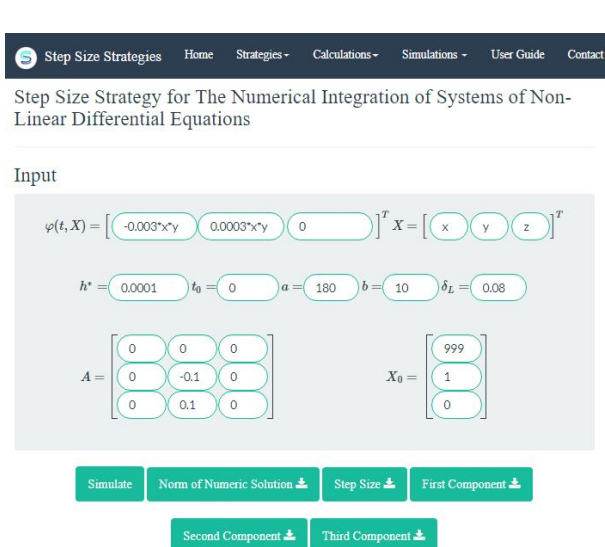 Step Size Strategies Home Strategies Calculations Simulations User Guide Contact
Step Size Strategy for The Numerical Integration of Systems of Non-
Linear Differential Equations
Input
φ(t, X) = [ -0.003*x*y 0.0003*x*y 0 ]^T X = [ x y z ]^T
h* = 0.0001 t₀ = 0 a = 180 b = 10 δ_L = 0.08
0 0 0 999
A = 0 -0.1 0 X₀ = 1
0 0.1 0 0
Simulate Norm of Numeric Solution Step Size First Component
Second Component Third Component